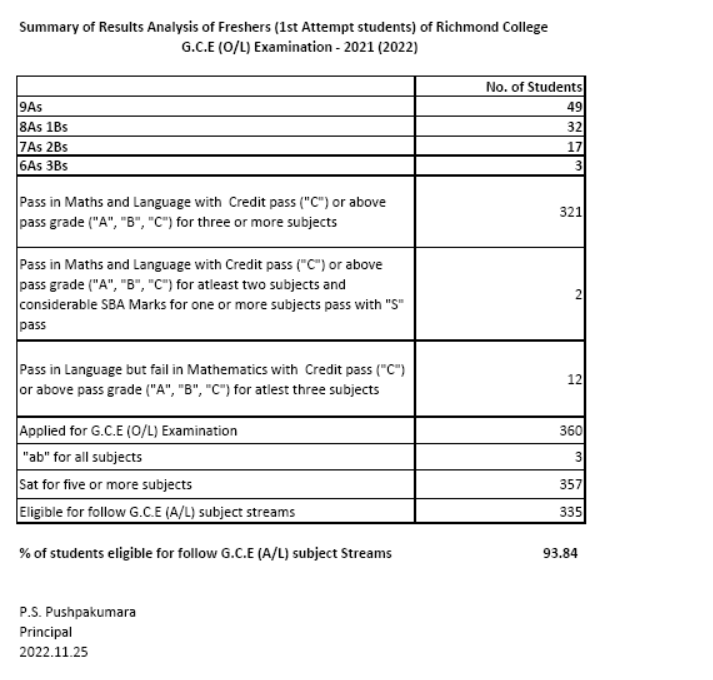 Summary of Results Analysis of Freshers (1st Attempt students) of Richmond College
G.C.E (O/L) Examination - 2021 (2022)
No. of Students
9As 49
8As 1Bs 32
7As 2Bs 17
6As 3Bs 3
Pass in Maths and Language with Credit pass ("C") or above
pass grade ("A", "B", "C") for three or more subjects
321
Pass in Maths and Language with Credit pass ("C") or above
pass grade ("A", "B", "C") for atleast two subjects and
considerable SBA Marks for one or more subjects pass with "S"
pass
2
Pass in Language but fail in Mathematics with Credit pass ("C")
or above pass grade ("A", "B", "C") for atlest three subjects
12
Applied for G.C.E (O/L) Examination 360
"ab" for all subjects 3
Sat for five or more subjects 357
Eligible for follow G.C.E (A/L) subject streams 335
% of students eligible for follow G.C.E (A/L) subject Streams 93.84
P.S. Pushpakumara
Principal
2022.11.25